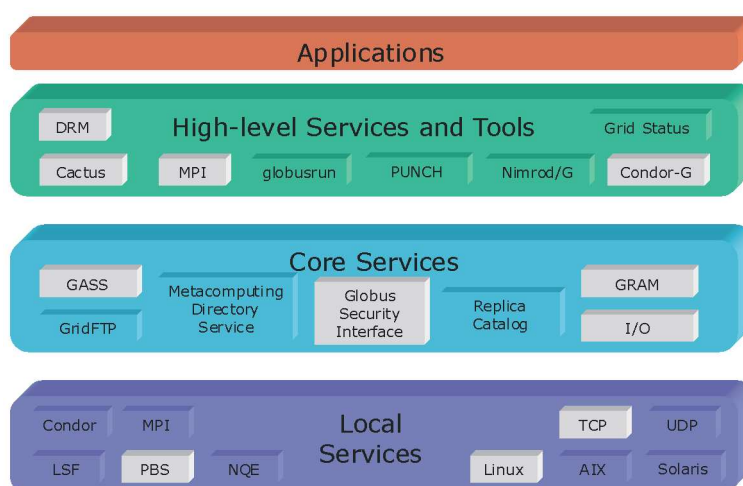 Applications
DRM
High-level Services and Tools
Grid Status
Cactus
MPI
globusrun
PUNCH
Nimrod/G
Condor-G
Core Services
GASS
Metacomputing
Directory
Service
Globus
Security
Interface
Replica
Catalog
GRAM
GridFTP
I/O
Condor
MPI
Local
Services
TCP
UDP
LSF
PBS
NQE
Linux
AIX
Solaris